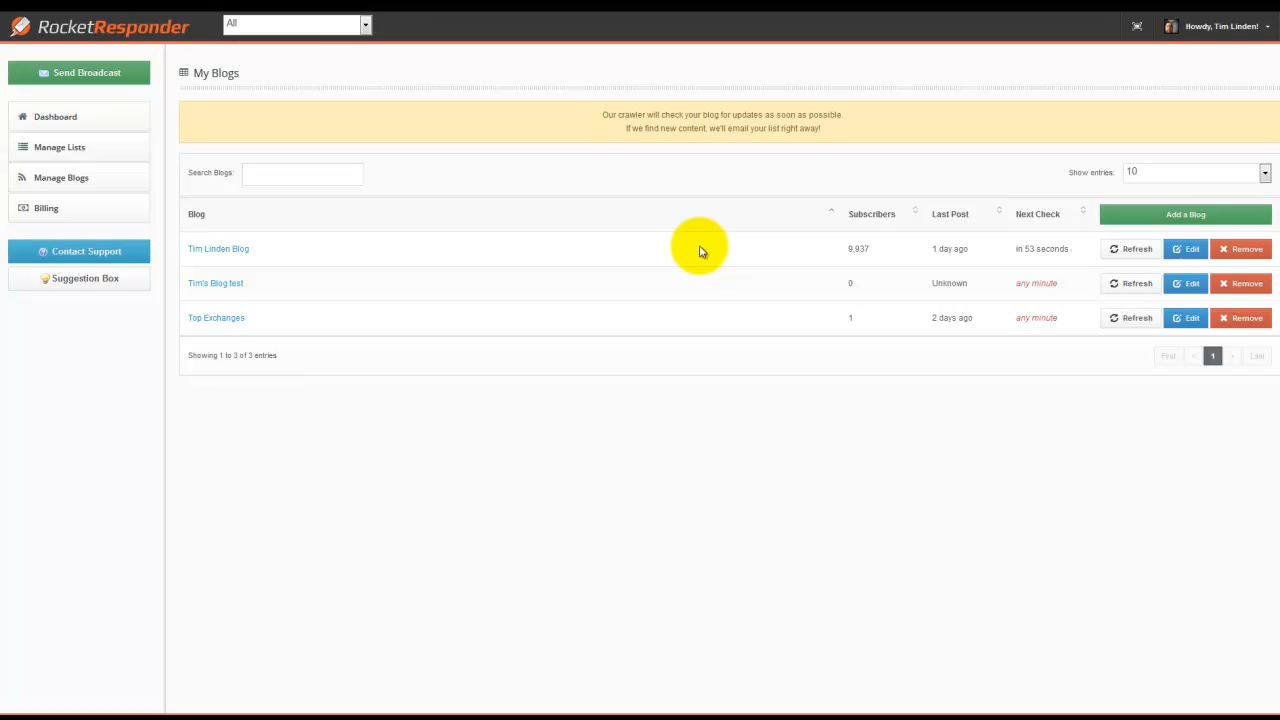 RocketResponder
All
Howdy, Tim Linden!
Send Broadcast
Dashboard
Manage Lists
Manage Blogs
Billing
Contact Support
Suggestion Box
My Blogs
Our crawler will check your blog for updates as soon as possible.
If we find new content, we'll email your list right away!
Search Blogs:
Show entries: 10
Blog Subscribers Last Post Next Check Add a Blog
Tim Linden Blog 9,937 1 day ago in 53 seconds Refresh Edit Remove
Tim's Blog test 0 Unknown any minute Refresh Edit Remove
Top Exchanges 1 2 days ago any minute Refresh Edit Remove
Showing 1 to 3 of 3 entries
First < 1 > Last